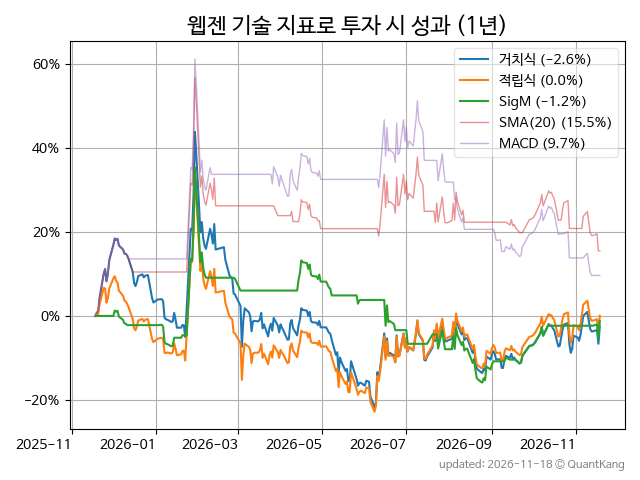 웹젠 기술 지표로 투자 시 성과 (1년)
거치식 (−2.6%)
적립식 (0.0%)
SigM (−1.2%)
SMA(20) (15.5%)
MACD (9.7%)
60%
40%
20%
0%
−20%
2025-11
2026-01
2026-03
2026-05
2026-07
2026-09
2026-11
updated: 2026-11-18 © QuantKang